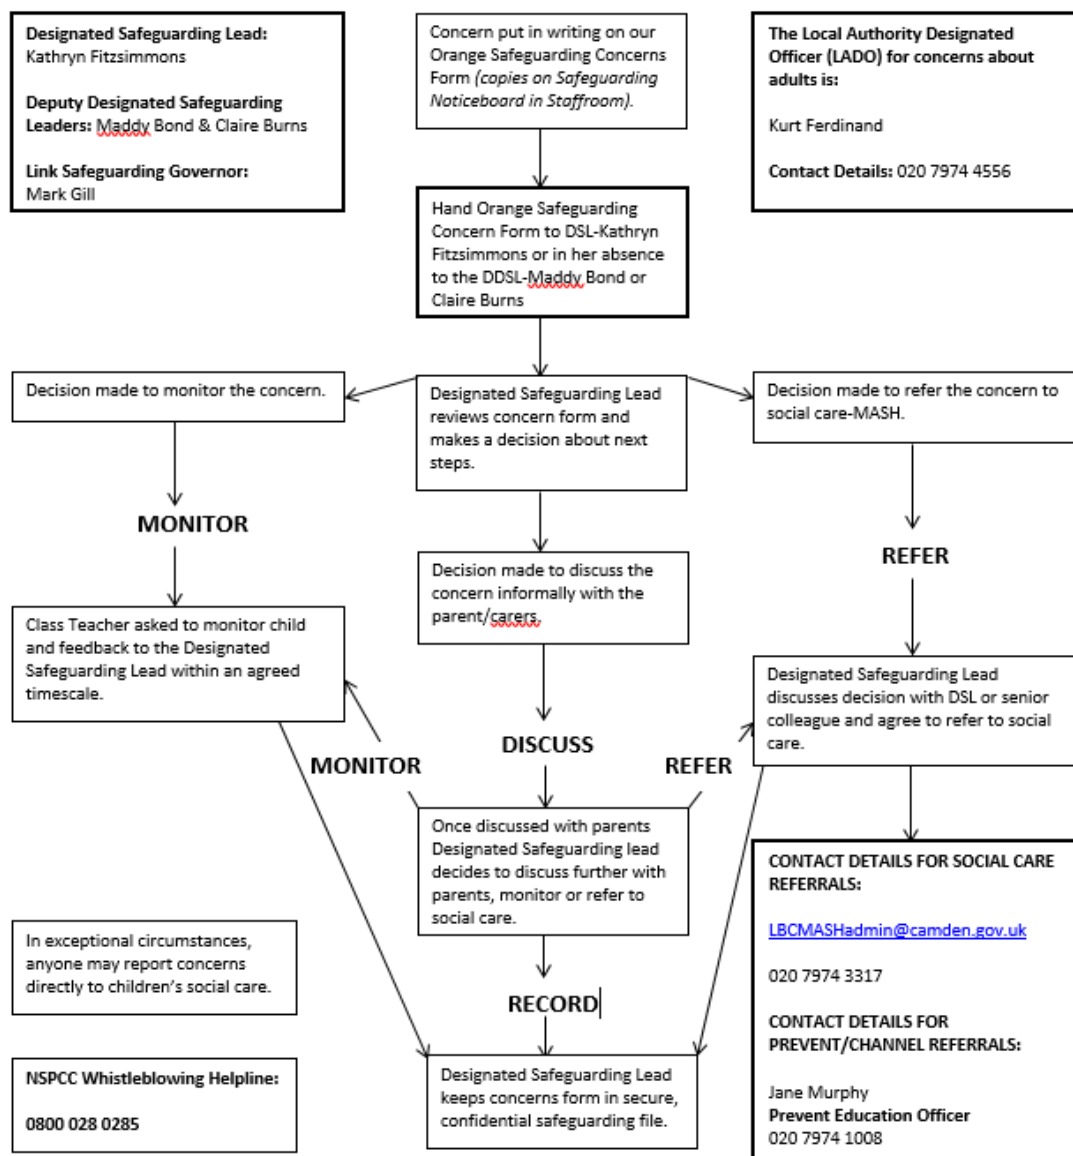 Designated Safeguarding Lead:
Kathryn Fitzsimmons
Deputy Designated Safeguarding
Leaders: Maddy Bond & Claire Burns
Link Safeguarding Governor:
Mark Gill
Concern put in writing on our
Orange Safeguarding Concerns
Form (copies on Safeguarding
Noticeboard in Staffroom).
The Local Authority Designated
Officer (LADO) for concerns about
adults is:
Kurt Ferdinand
Contact Details: 020 7974 4556
Hand Orange Safeguarding
Concern Form to DSL-Kathryn
Fitzsimmons or in her absence
to the DDSL-Maddy Bond or
Claire Burns
Decision made to monitor the concern.
Designated Safeguarding Lead
reviews concern form and
makes a decision about next
steps.
Decision made to refer the concern to
social care-MASH.
MONITOR
REFER
Decision made to discuss the
concern informally with the
parent/carers.
Class Teacher asked to monitor child
and feedback to the Designated
Safeguarding Lead within an agreed
timescale.
Designated Safeguarding Lead
discusses decision with DSL or senior
colleague and agree to refer to social
care.
DISCUSS
MONITOR
REFER
Once discussed with parents
Designated Safeguarding lead
decides to discuss further with
parents, monitor or refer to
social care.
CONTACT DETAILS FOR SOCIAL CARE
REFERRALS:
LBCMASHadmin@camden.gov.uk
020 7974 3317
CONTACT DETAILS FOR
PREVENT/CHANNEL REFERRALS:
Jane Murphy
Prevent Education Officer
020 7974 1008
In exceptional circumstances,
anyone may report concerns
directly to children's social care.
RECORD
NSPCC Whistleblowing Helpline:
0800 028 0285
Designated Safeguarding Lead
keeps concerns form in secure,
confidential safeguarding file.